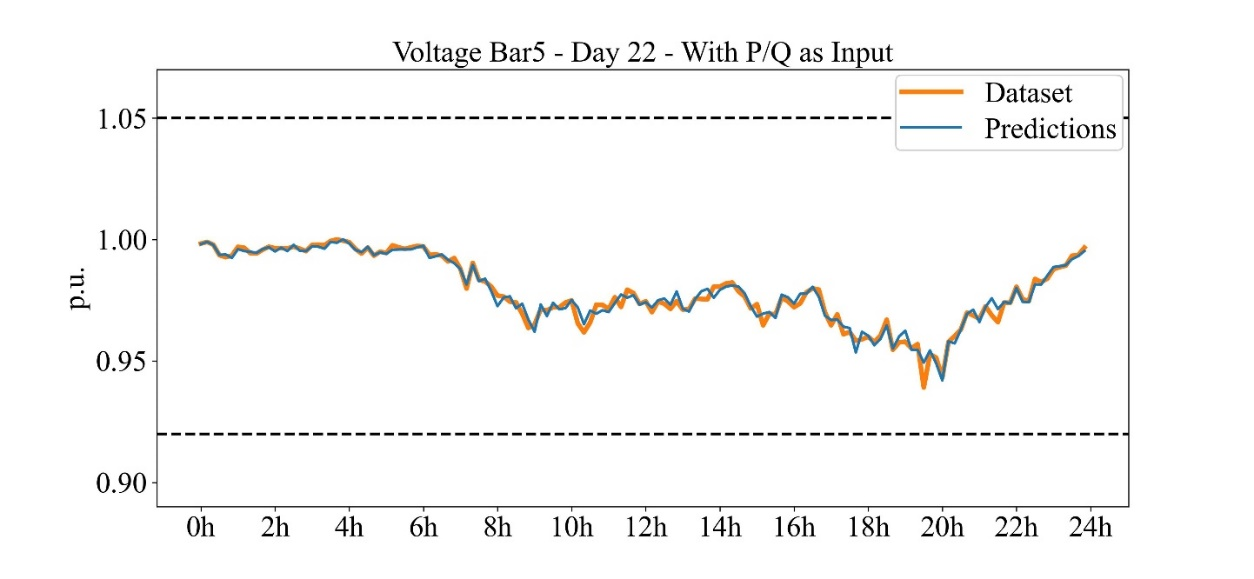 Voltage Bar5 - Day 22 - With P/Q as Input
Dataset
Predictions
p.u.
1.05
1.00
0.95
0.90
0h 2h 4h 6h 8h 10h 12h 14h 16h 18h 20h 22h 24h